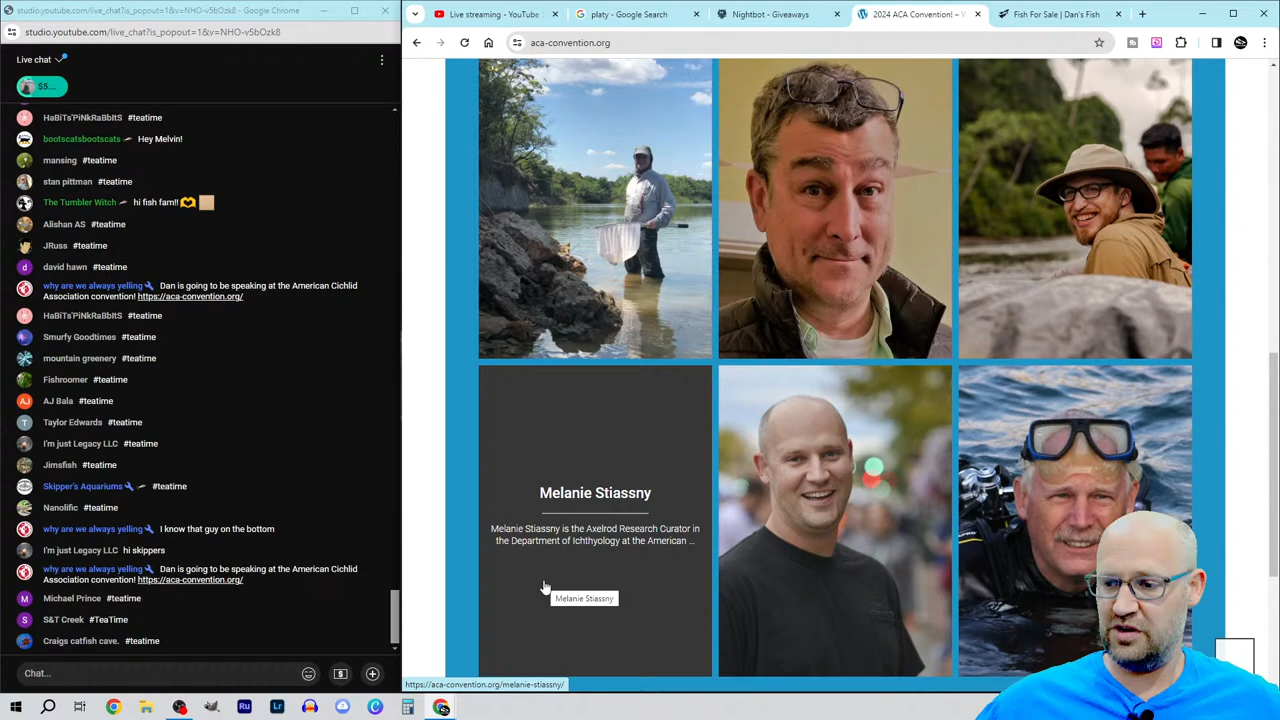 studio.youtube.com/live_chat?is_popout=1&v=NHO-v5bOzk8 - Google Chrome
studio.youtube.com/live_chat?is_popout=1&v=NHO-v5bOzk8
Live chat
$5....
HaBiTs'PiNkRaBbItS #teatime
bootscatsbootscats Hey Melvin!
mansing #teatime
stan pittman #teatime
The Tumbler Witch hi fish fam!!
Alishan AS #teatime
JRuss #teatime
david hawn #teatime
why are we always yelling Dan is going to be speaking at the American Cichlid
Association convention! https://aca-convention.org/
HaBiTs'PiNkRaBbItS #teatime
Smurfy Goodtimes #teatime
mountain greenery #teatime
Fishroomer #teatime
AJ Bala #teatime
Taylor Edwards #teatime
I'm just Legacy LLC #teatime
Jimsfish #teatime
Skipper's Aquariums #teatime
Nanolific #teatime
why are we always yelling I know that guy on the bottom
I'm just Legacy LLC hi skippers
why are we always yelling Dan is going to be speaking at the American Cichlid
Association convention! https://aca-convention.org/
Michael Prince #teatime
S&T Creek #TeaTime
Craigs catfish cave. #teatime
Chat...
Live streaming - YouTube S
platy - Google Search
Nightbot - Giveaways
2024 ACA Convention! –
Fish For Sale | Dan's Fish
aca-convention.org
Melanie Stiassny
Melanie Stiassny is the Axelrod Research Curator in
the Department of Ichthyology at the American ...
Melanie Stiassny
https://aca-convention.org/melanie-stiassny/
Ru
Lr